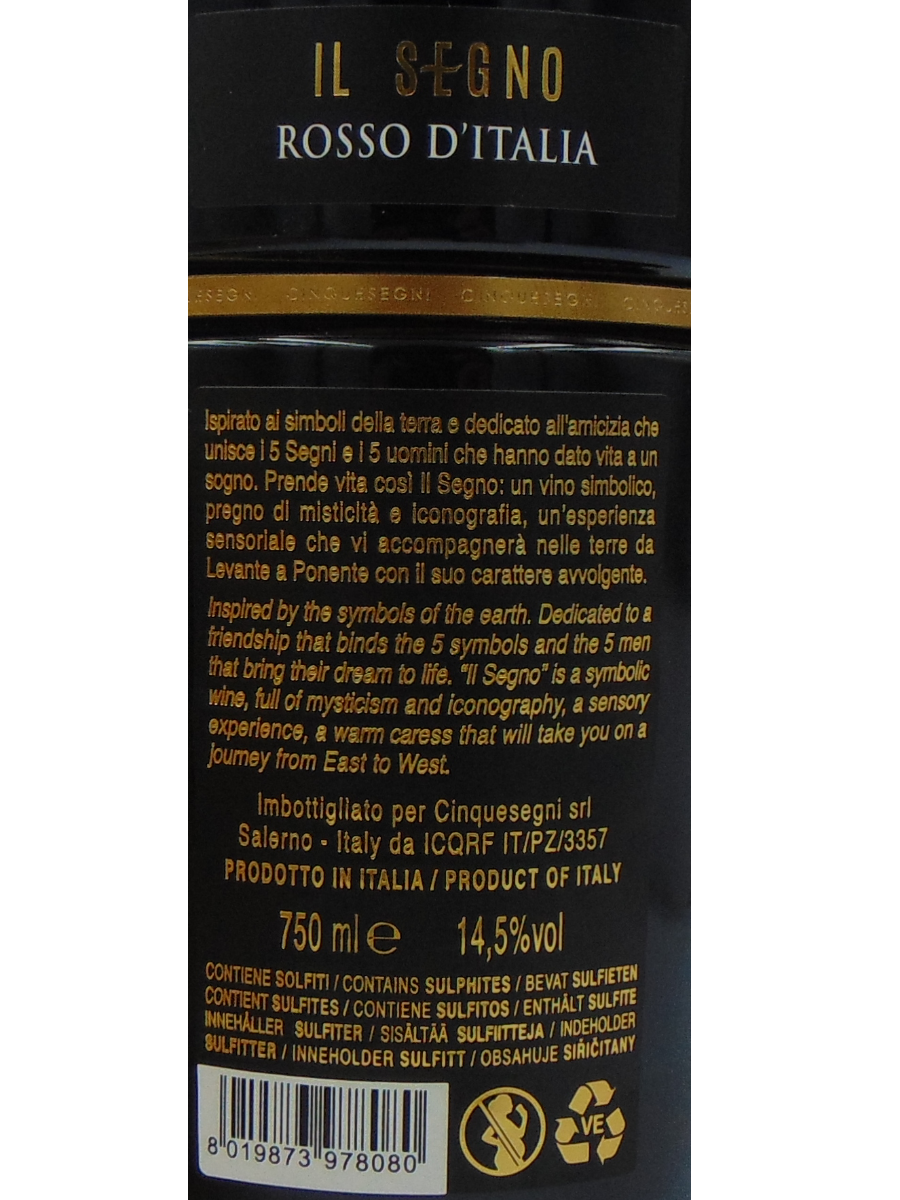 IL SEGNO
ROSSO D'ITALIA
CINQUESEGNI CINQUESEGNI
Ispirato ai simboli della terra e dedicato all'amicizia che
unisce i 5 Segni e i 5 uomini che hanno dato vita a un
sogno. Prende vita così Il Segno: un vino simbolico,
pregno di misticità e iconografia, un'esperienza
sensoriale che vi accompagnerà nelle terre da
Levante a Ponente con il suo carattere avvolgente.
Inspired by the symbols of the earth. Dedicated to a
friendship that binds the 5 symbols and the 5 men
that bring their dream to life. "Il Segno" is a symbolic
wine, full of mysticism and iconography, a sensory
experience, a warm caress that will take you on a
journey from East to West.
Imbottigliato per Cinquesegni srl
Salerno - Italy da ICQRF IT/PZ/3357
PRODOTTO IN ITALIA / PRODUCT OF ITALY
750 ml ℮ 14,5%vol
CONTIENE SOLFITI / CONTAINS SULPHITES / BEVAT SULFIETEN
CONTIENT SULFITES / CONTIENE SULFITOS / ENTHÄLT SULFITE
INNEHÅLLER SULFITER / SISÄLTÄÄ SULFIITTEJA / INDEHOLDER
SULFITTER / INNEHOLDER SULFITT / OBSAHUJE SIŘIČITANY
8 019873 978080
VE